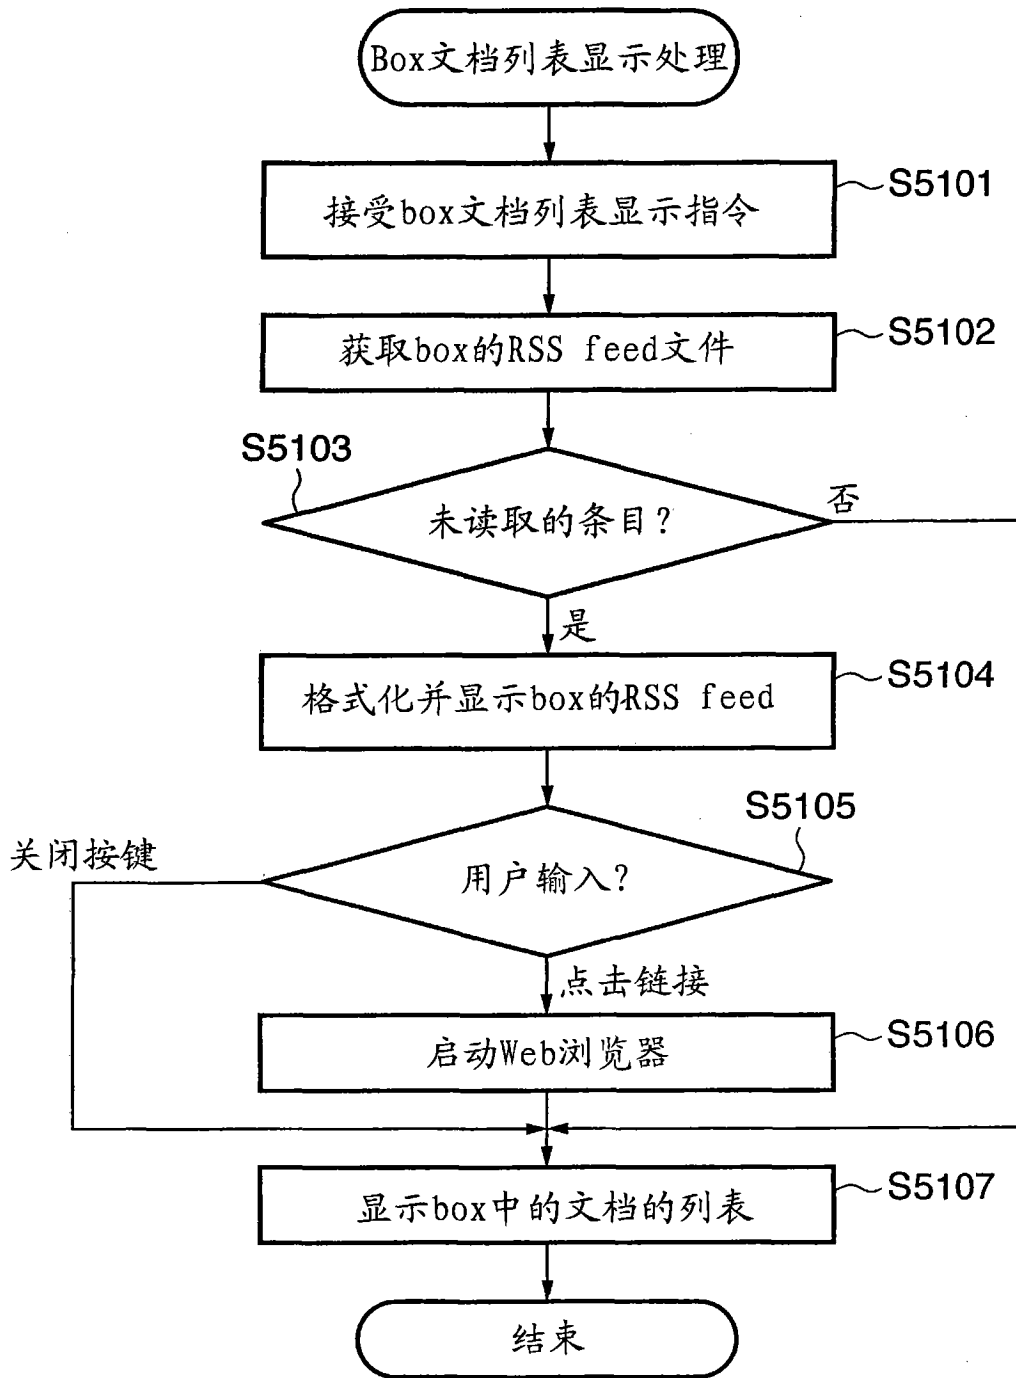 Box文档列表显示处理
接受box文档列表显示指令
S5101
获取box的RSS feed文件
S5102
S5103
未读取的条目?
否
是
格式化并显示box的RSS feed
S5104
S5105
关闭按键
用户输入?
点击链接
启动Web浏览器
S5106
显示box中的文档的列表
S5107
结束